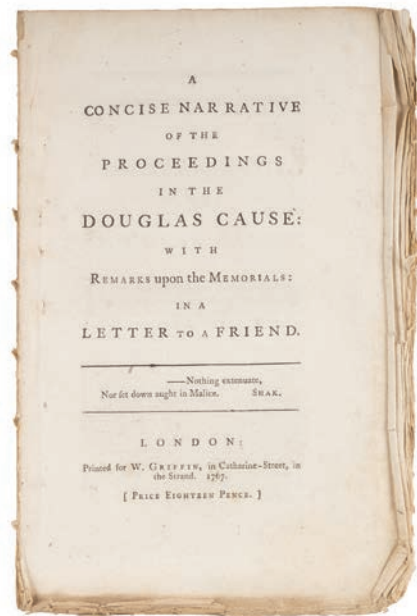 A
CONCISE NARRATIVE
OF THE
PROCEEDINGS
IN THE
DOUGLAS CAUSE:
WITH
REMARKS upon the MEMORIALS:
IN A
LETTER TO A FRIEND.
——Nothing extenuate,
Nor set down aught in Malice. SHAK.
LONDON:
Printed for W. GRIFFIN, in Catharine-Street, in
the Strand. 1767.
[ PRICE EIGHTEEN PENCE. }